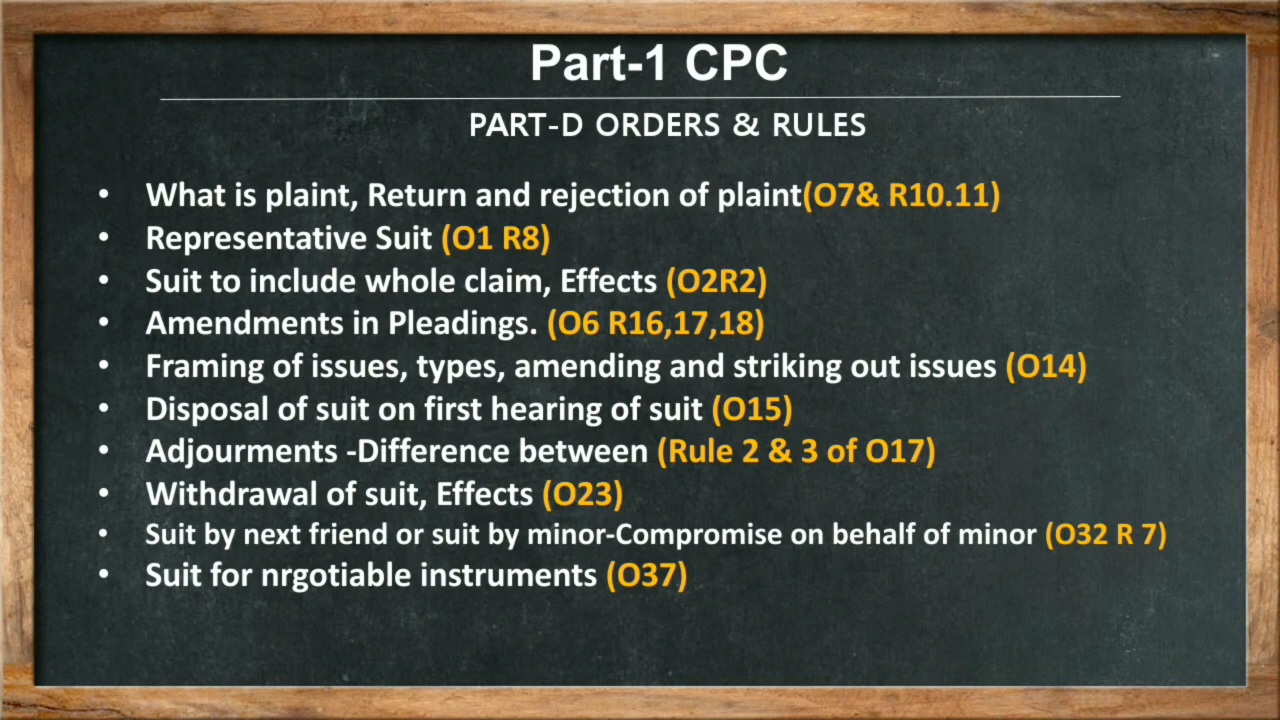 Part-1 CPC
PART-D ORDERS & RULES
• What is plaint, Return and rejection of plaint(O7& R10.11)
• Representative Suit (O1 R8)
• Suit to include whole claim, Effects (O2R2)
• Amendments in Pleadings. (O6 R16,17,18)
• Framing of issues, types, amending and striking out issues (O14)
• Disposal of suit on first hearing of suit (O15)
• Adjourments -Difference between (Rule 2 & 3 of O17)
• Withdrawal of suit, Effects (O23)
• Suit by next friend or suit by minor-Compromise on behalf of minor (O32 R 7)
• Suit for nrgotiable instruments (O37)